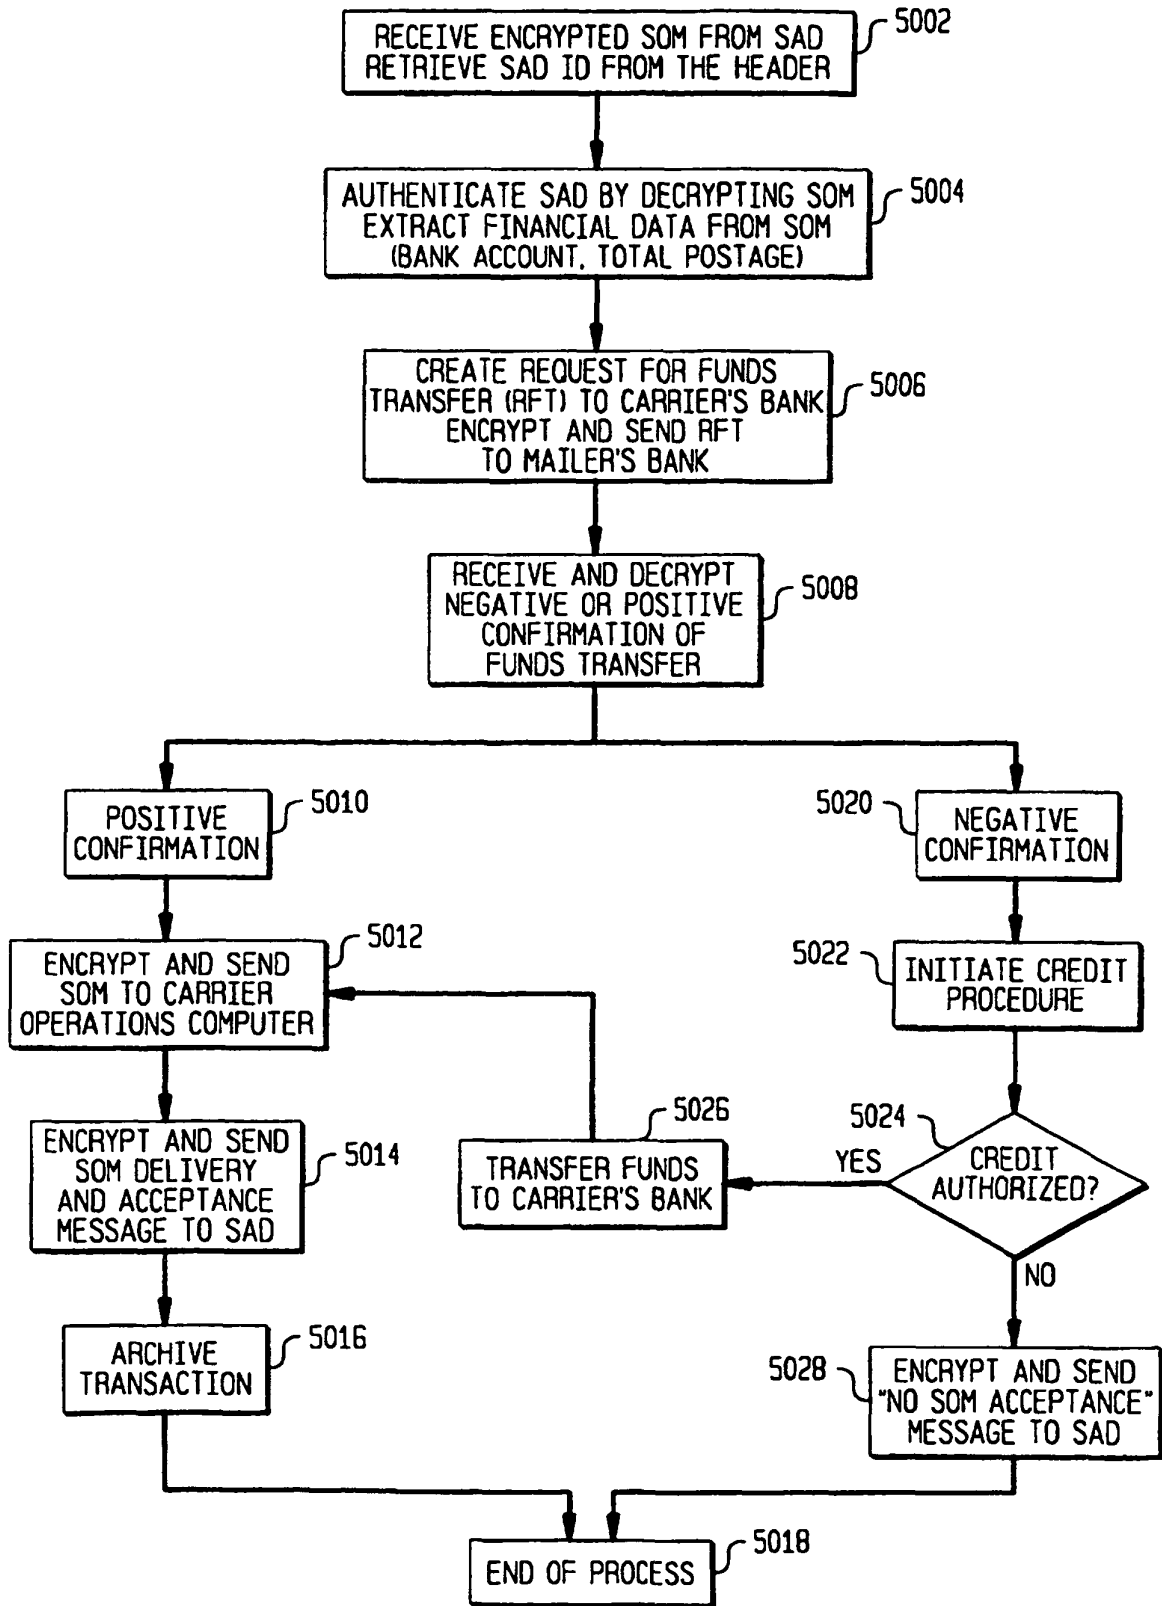 5002
RECEIVE ENCRYPTED SOM FROM SAD
RETRIEVE SAD ID FROM THE HEADER
5004
AUTHENTICATE SAD BY DECRYPTING SOM
EXTRACT FINANCIAL DATA FROM SOM
(BANK ACCOUNT, TOTAL POSTAGE)
5006
CREATE REQUEST FOR FUNDS
TRANSFER (RFT) TO CARRIER'S BANK
ENCRYPT AND SEND RFT
TO MAILER'S BANK
5008
RECEIVE AND DECRYPT
NEGATIVE OR POSITIVE
CONFIRMATION OF
FUNDS TRANSFER
5010
POSITIVE
CONFIRMATION
5020
NEGATIVE
CONFIRMATION
5012
ENCRYPT AND SEND
SOM TO CARRIER
OPERATIONS COMPUTER
5022
INITIATE CREDIT
PROCEDURE
5014
ENCRYPT AND SEND
SOM DELIVERY
AND ACCEPTANCE
MESSAGE TO SAD
5026
TRANSFER FUNDS
TO CARRIER'S BANK
YES
5024
CREDIT
AUTHORIZED?
NO
5016
ARCHIVE
TRANSACTION
5028
ENCRYPT AND SEND
"NO SOM ACCEPTANCE"
MESSAGE TO SAD
5018
END OF PROCESS